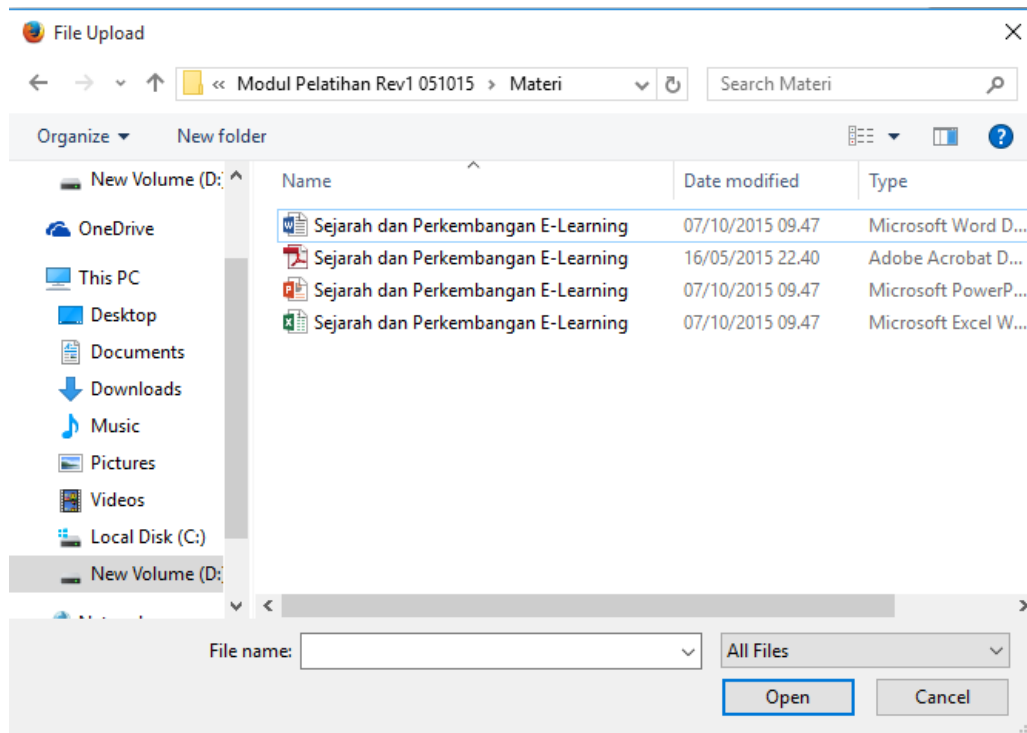 File Upload
« Modul Pelatihan Rev1 051015 > Materi
Search Materi
Organize
New folder
New Volume (D:
OneDrive
This PC
Desktop
Documents
Downloads
Music
Pictures
Videos
Local Disk (C:)
New Volume (D:
Name Date modified Type
Sejarah dan Perkembangan E-Learning 07/10/2015 09.47 Microsoft Word D...
Sejarah dan Perkembangan E-Learning 16/05/2015 22.40 Adobe Acrobat D...
Sejarah dan Perkembangan E-Learning 07/10/2015 09.47 Microsoft PowerP...
Sejarah dan Perkembangan E-Learning 07/10/2015 09.47 Microsoft Excel W...
File name:
All Files
Open
Cancel